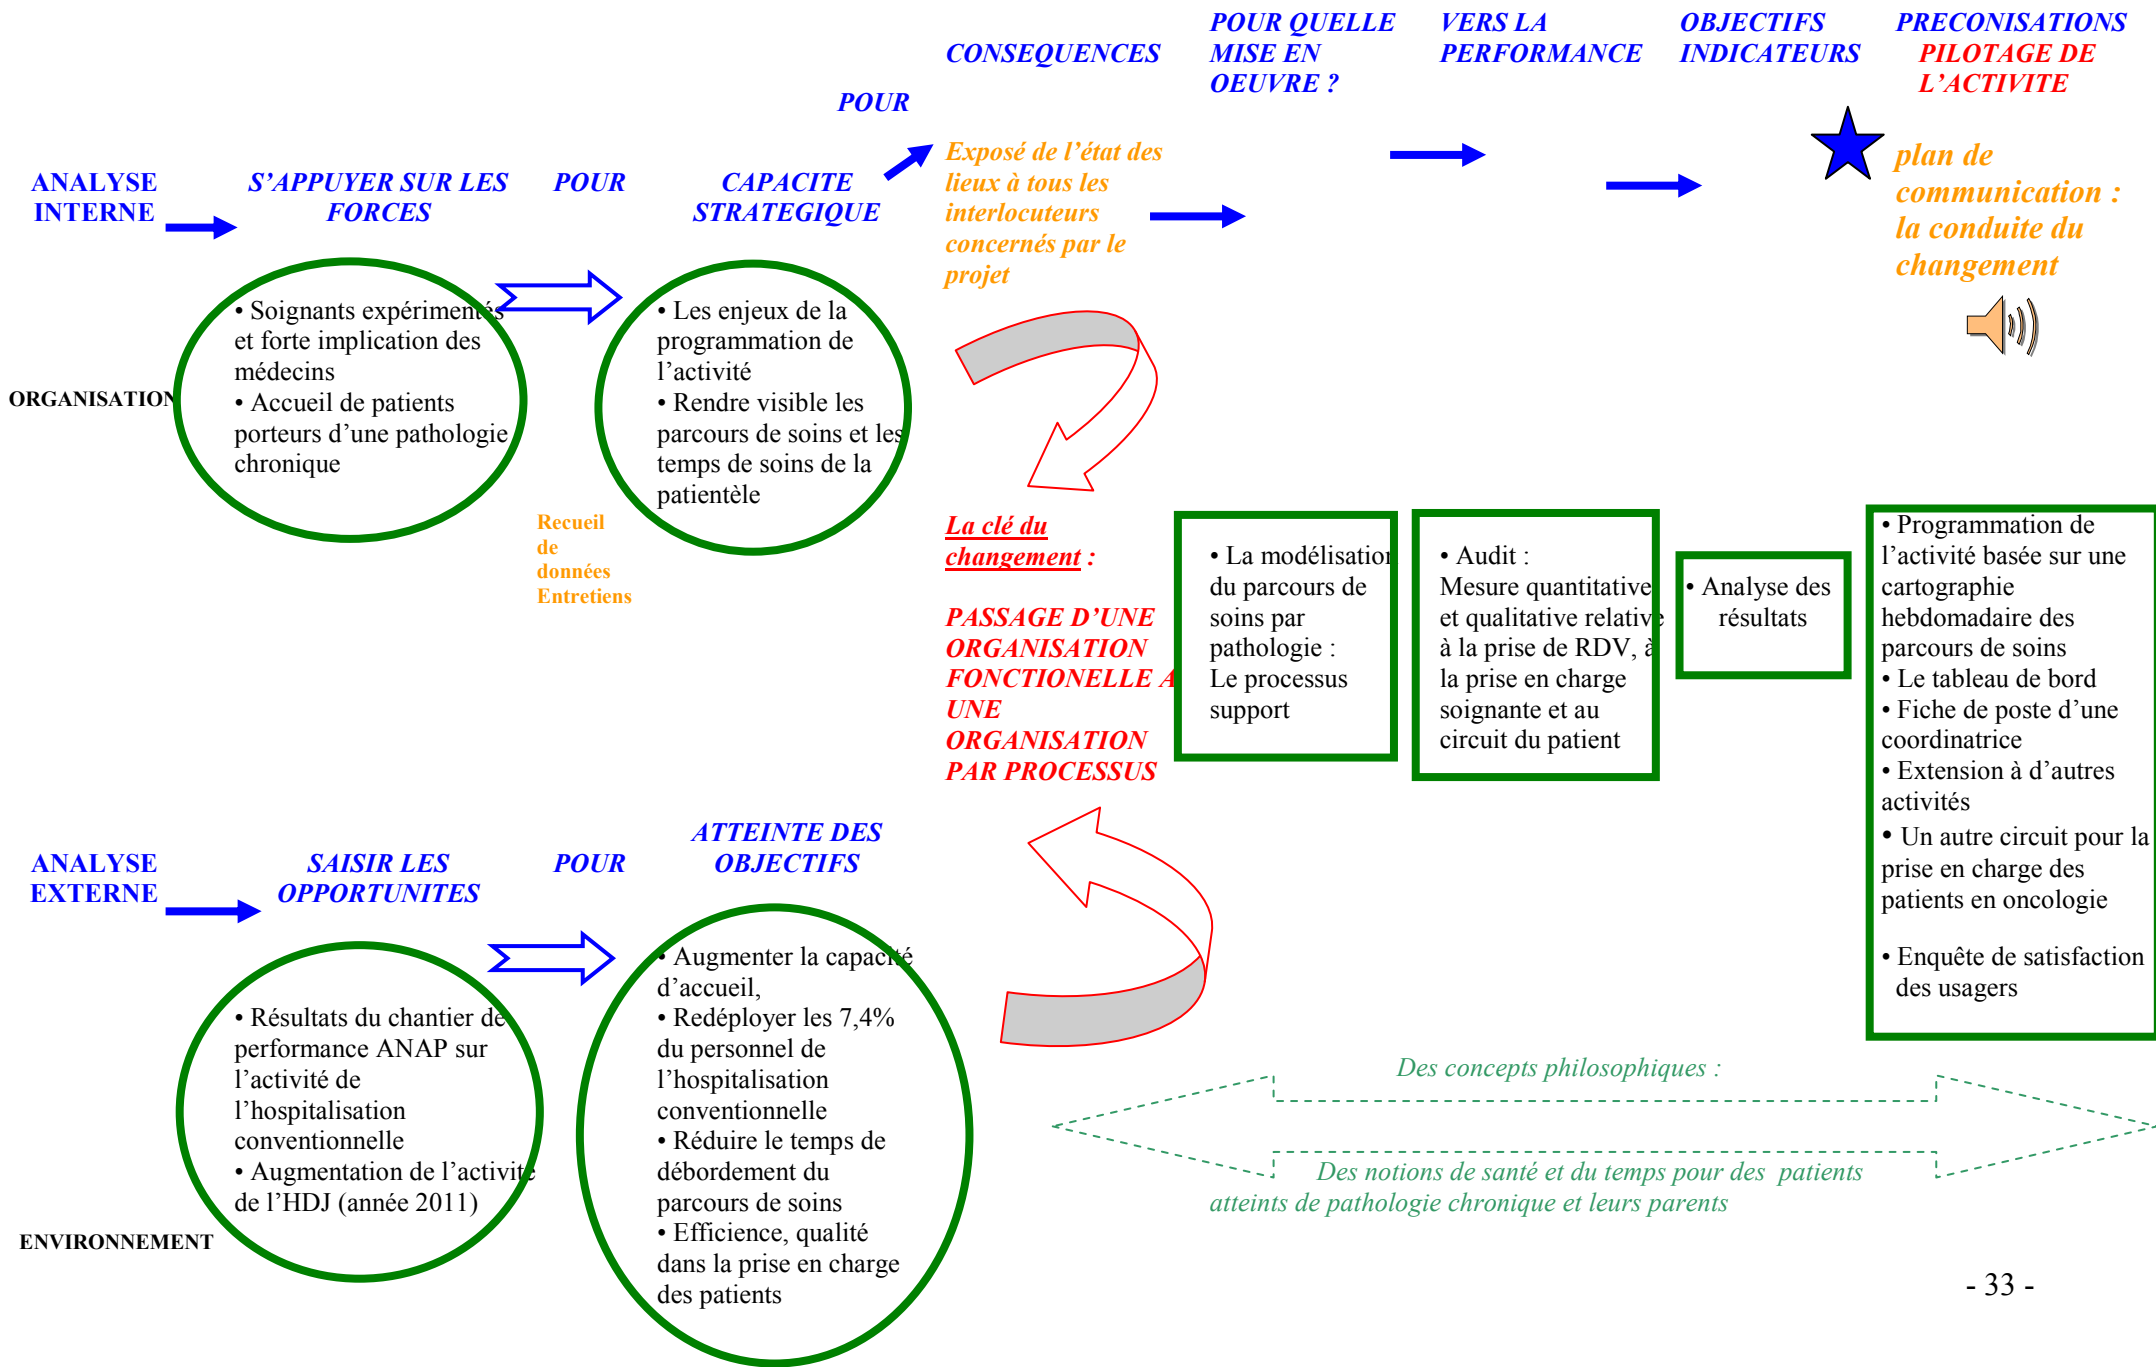 POUR QUELLE
MISE EN
OEUVRE ?
VERS LA
PERFORMANCE
OBJECTIFS
INDICATEURS
PRECONISATIONS
PILOTAGE DE
L’ACTIVITE
CONSEQUENCES
POUR
Exposé de l’état des
lieux à tous les
interlocuteurs
concernés par le
projet
plan de
communication :
la conduite du
changement
ANALYSE
INTERNE
S’APPUYER SUR LES
FORCES
POUR
CAPACITE
STRATEGIQUE
• Soignants expérimentés
et forte implication des
médecins
• Accueil de patients
porteurs d’une pathologie
chronique
ORGANISATION
• Les enjeux de la
programmation de
l’activité
• Rendre visible les
parcours de soins et les
temps de soins de la
patientèle
Recueil
de
données
Entretiens
La clé du
changement :
PASSAGE D’UNE
ORGANISATION
FONCTIONELLE A
UNE
ORGANISATION
PAR PROCESSUS
• La modélisation
du parcours de
soins par
pathologie :
Le processus
support
• Audit :
Mesure quantitative
et qualitative relative
à la prise de RDV, à
la prise en charge
soignante et au
circuit du patient
• Analyse des
résultats
• Programmation de
l’activité basée sur une
cartographie
hebdomadaire des
parcours de soins
• Le tableau de bord
• Fiche de poste d’une
coordinatrice
• Extension à d’autres
activités
• Un autre circuit pour la
prise en charge des
patients en oncologie
• Enquête de satisfaction
des usagers
ANALYSE
EXTERNE
SAISIR LES
OPPORTUNITES
POUR
ATTEINTE DES
OBJECTIFS
• Résultats du chantier de
performance ANAP sur
l’activité de
l’hospitalisation
conventionnelle
• Augmentation de l’activité
de l’HDJ (année 2011)
ENVIRONNEMENT
• Augmenter la capacité
d’accueil,
• Redéployer les 7,4%
du personnel de
l’hospitalisation
conventionnelle
• Réduire le temps de
débordement du
parcours de soins
• Efficience, qualité
dans la prise en charge
des patients
Des concepts philosophiques :
Des notions de santé et du temps pour des patients
atteints de pathologie chronique et leurs parents
- 33 -